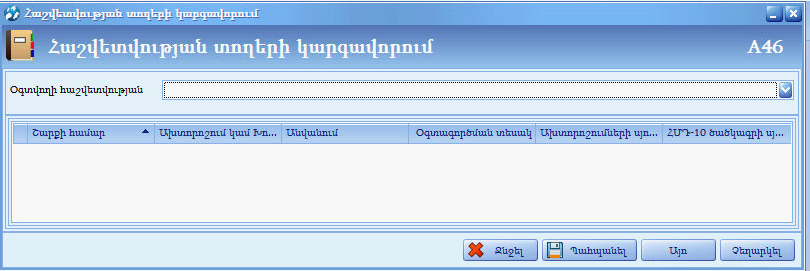 Հաշվետվության տողերի կարգավորում
Հաշվետվության տողերի կարգավորում A46
Օգտվողի հաշվետվության
Շարքի համար Ախտորոշում կամ Խո... Անվանում Օգտագործման տեսակ Ախտորոշումների սյո... ՀՄԴ-10 ծածկագրի սյ...
Ջնջել Պահպանել Այո Չեղարկել